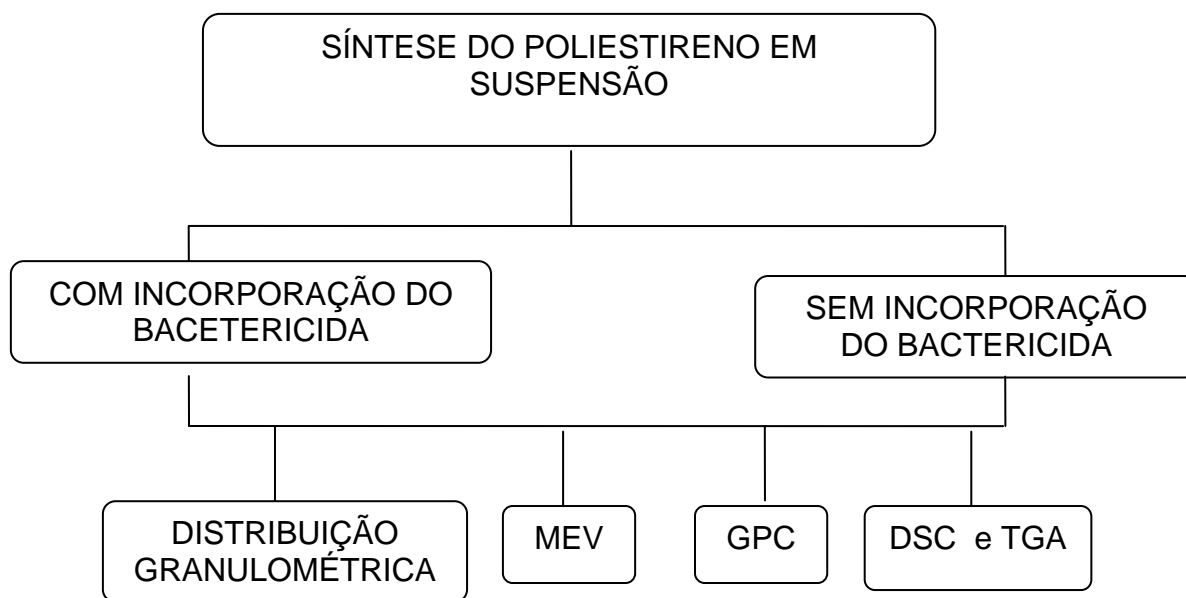 SÍNTESE DO POLIESTIRENO EM
SUSPENSÃO
COM INCORPORAÇÃO DO
BACETERICIDA
SEM INCORPORAÇÃO
DO BACTERICIDA
DISTRIBUIÇÃO
GRANULOMÉTRICA
MEV
GPC
DSC e TGA